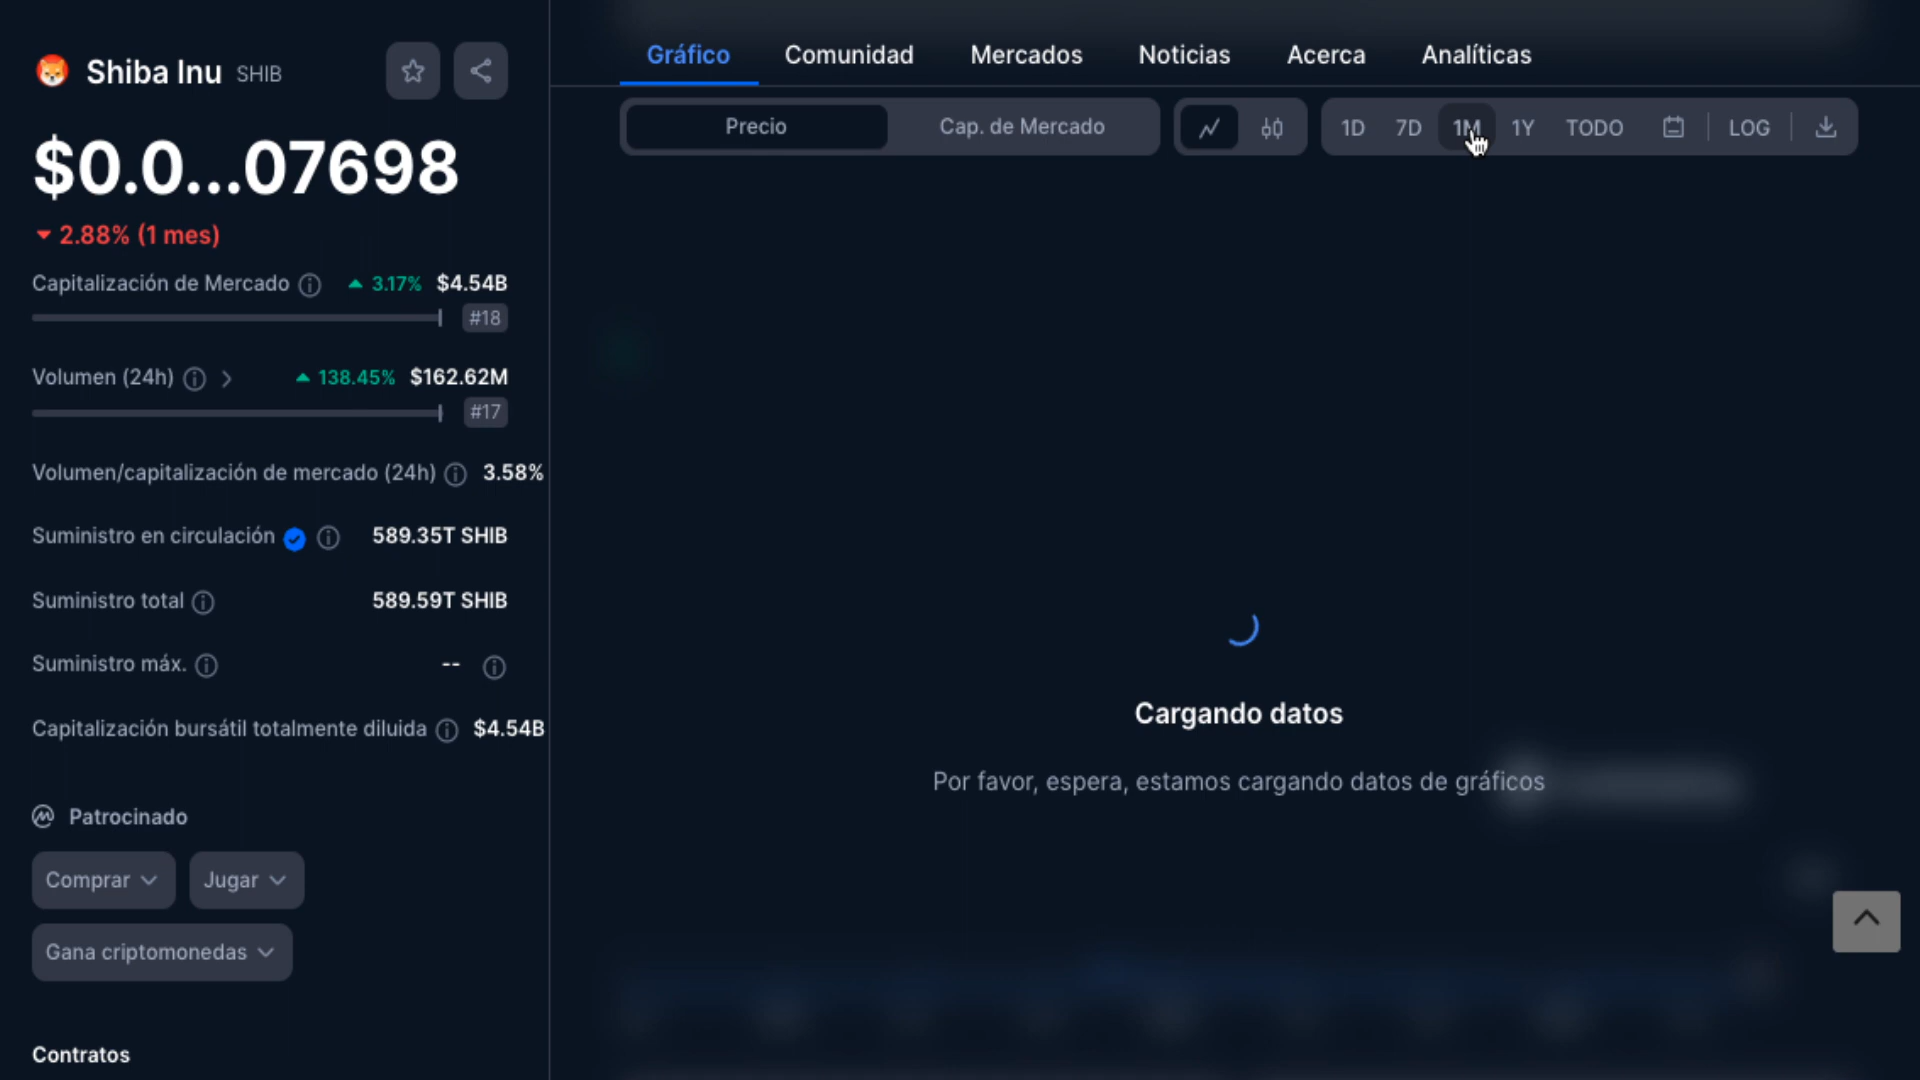 Shiba Inu SHIB
$0.0...07698
2.88% (1 mes)
Capitalización de Mercado 3.17% $4.54B
#18
Volumen (24h) 138.45% $162.62M
#17
Volumen/capitalización de mercado (24h) 3.58%
Suministro en circulación 589.35T SHIB
Suministro total 589.59T SHIB
Suministro máx. --
Capitalización bursátil totalmente diluida $4.54B
Patrocinado
Comprar Jugar
Gana criptomonedas
Contratos
Gráfico Comunidad Mercados Noticias Acerca Analíticas
Precio Cap. de Mercado 1D 7D 1M 1Y TODO LOG
Cargando datos
Por favor, espera, estamos cargando datos de gráficos